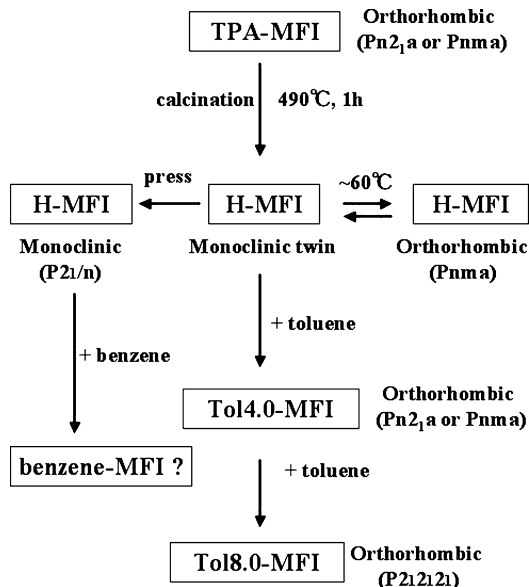 TPA-MFI
Orthorhombic
(Pn2₁a or Pnma)
calcination
490℃, 1h
press
~60℃
H-MFI
H-MFI
H-MFI
Monoclinic
(P2₁/n)
Monoclinic twin
Orthorhombic
(Pnma)
+ toluene
+ benzene
Tol4.0-MFI
Orthorhombic
(Pn2₁a or Pnma)
benzene-MFI ?
+ toluene
Tol8.0-MFI
Orthorhombic
(P2₁2₁2₁)